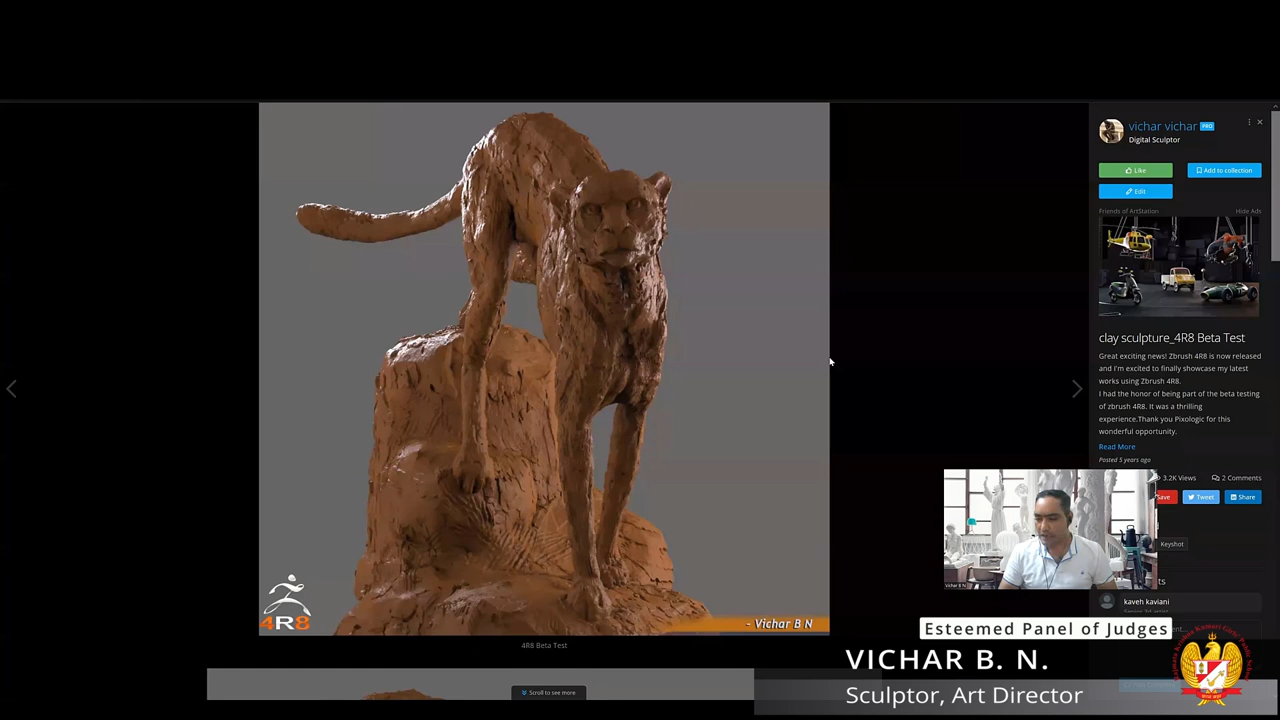 vichar vichar PRO
Digital Sculptor
Like
Add to collection
Edit
Friends of ArtStation
Hide Ads
clay sculpture_4R8 Beta Test
Great exciting news! Zbrush 4R8 is now released
and I'm excited to finally showcase my latest
works using Zbrush 4R8.
I had the honor of being part of the beta testing
of zbrush 4R8. It was a thrilling
experience.Thank you Pixologic for this
wonderful opportunity.
Read More
Posted 5 years ago
3.2K Views
2 Comments
Save
Tweet
Share
Keyshot
ts
kaveh kaviani
Vichar B N
4R8
~ Vichar B N
4R8 Beta Test
Scroll to see more
Esteemed Panel of Judges
VICHAR B. N.
Sculptor, Art Director